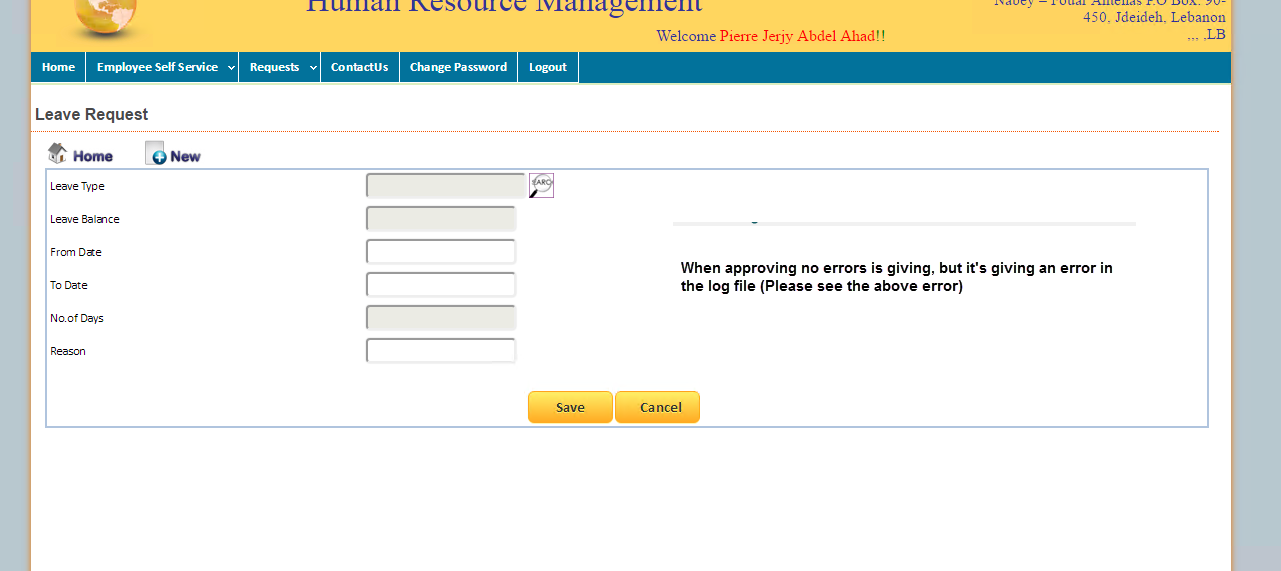 Human Resource Management
Nabey – Fouar Antelias P.O Box: 90-
450, Jdeideh, Lebanon
,,, ,LB
Welcome Pierre Jerjy Abdel Ahad!!
Home Employee Self Service Requests ContactUs Change Password Logout
Leave Request
Home New
Leave Type
Leave Balance
From Date
When approving no errors is giving, but it's giving an error in
the log file (Please see the above error)
To Date
No.of Days
Reason
Save Cancel